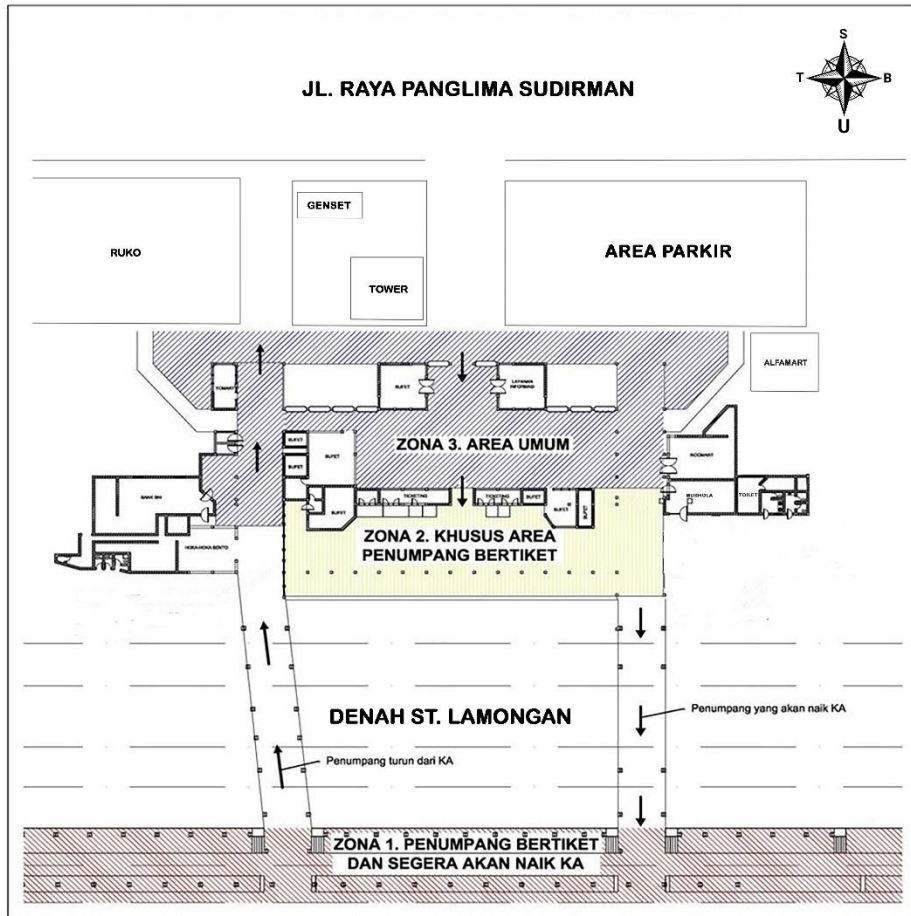 S
T B
U
JL. RAYA PANGLIMA SUDIRMAN
GENSET
RUKO
TOWER
AREA PARKIR
ALFAMART
BUFET
LAYANAN
INFORMASI
ZONA 3. AREA UMUM
BUFET
BUFET
BUFET
ROOMART
BANK BNI
TICKETING
TICKETING
BUFET
BUFET
BUFET
BUFET
MUSHOLA
TOILET
HOKA-HOKA BENTO
ZONA 2. KHUSUS AREA
PENUMPANG BERTIKET
DENAH ST. LAMONGAN
Penumpang yang akan naik KA
Penumpang turun dari KA
ZONA 1. PENUMPANG BERTIKET
DAN SEGERA AKAN NAIK KA